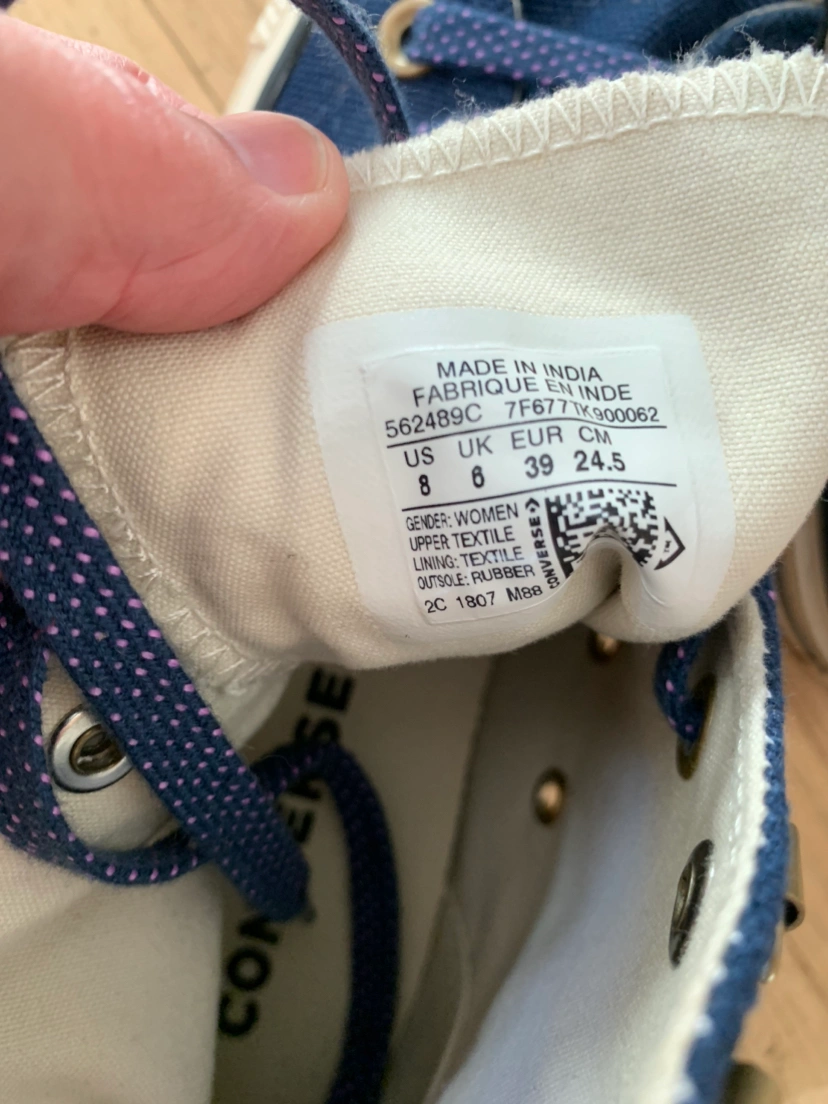 MADE IN INDIA
FABRIQUE EN INDE
562489C 7F677TK900062
US UK EUR CM
8 6 39 24.5
GENDER: WOMEN
UPPER TEXTILE
LINING: TEXTILE
OUTSOLE: RUBBER
2C 1807 M88
CONVERSE
CONVERSE